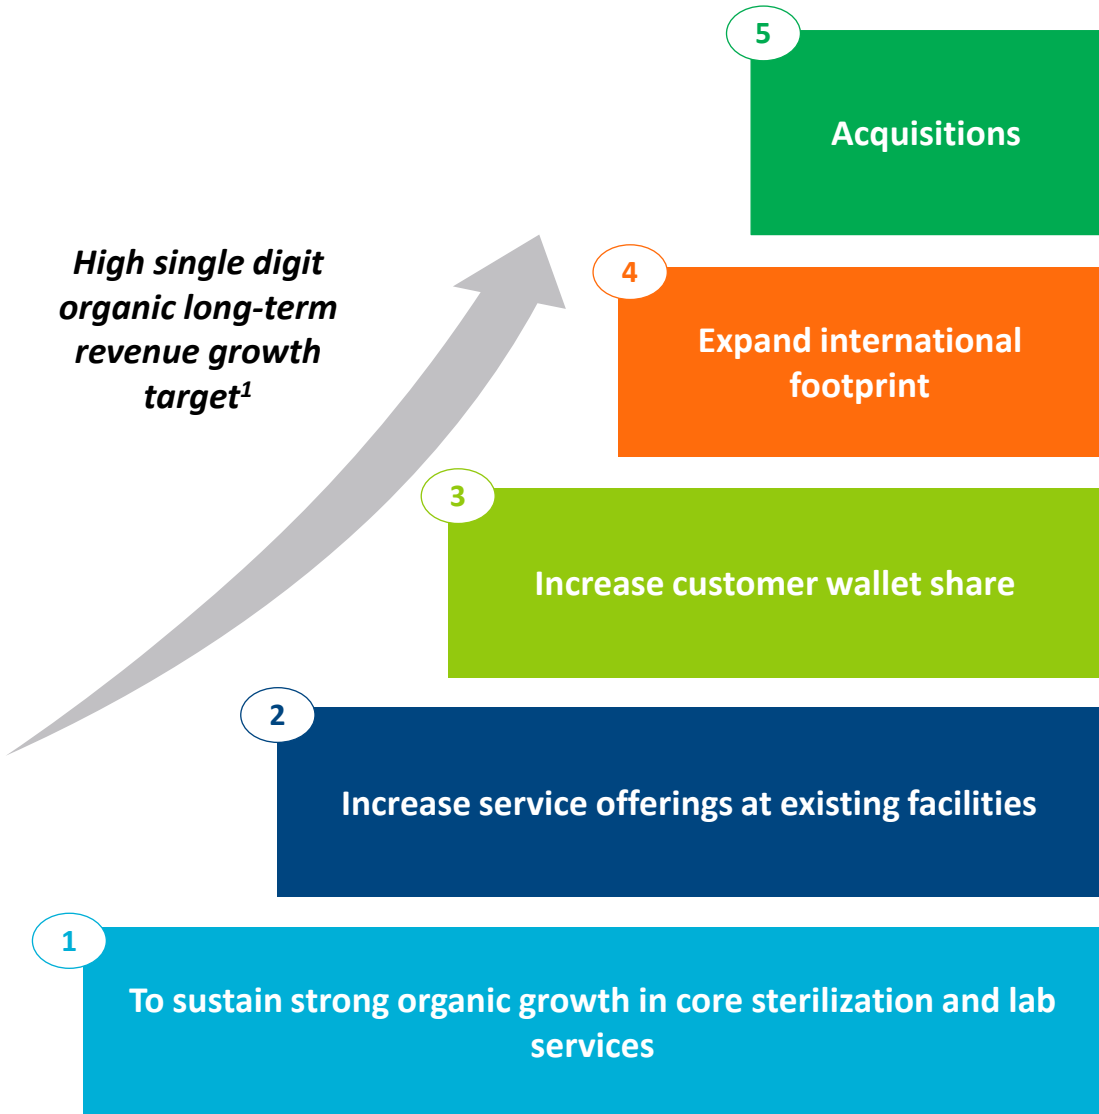 5
Acquisitions
High single digit
organic long-term
revenue growth
target¹
4
Expand international
footprint
3
Increase customer wallet share
2
Increase service offerings at existing facilities
1
To sustain strong organic growth in core sterilization and lab
services